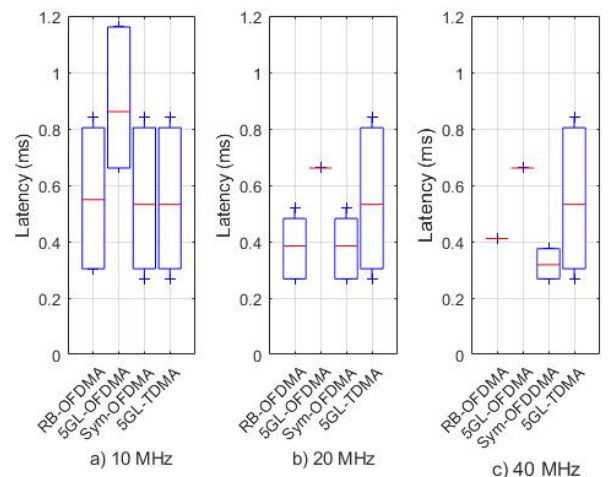 Latency (ms)
1.2
1
0.8
0.6
0.4
0.2
0
RB-OFDMA
5GL-OFDMA
Sym-OFDMA
5GL-TDMA
a) 10 MHz
Latency (ms)
1.2
1
0.8
0.6
0.4
0.2
0
RB-OFDMA
5GL-OFDMA
Sym-OFDMA
5GL-TDMA
b) 20 MHz
Latency (ms)
1.2
1
0.8
0.6
0.4
0.2
0
RB-OFDMA
5GL-OFDMA
Sym-OFDDMA
5GL-TDMA
c) 40 MHz